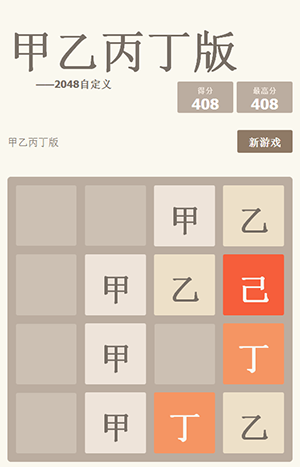 甲乙丙丁版
——2048自定义
得分 最高分
408 408
甲乙丙丁版 新游戏
甲 乙
甲 乙 己
甲 丁
甲 丁 乙